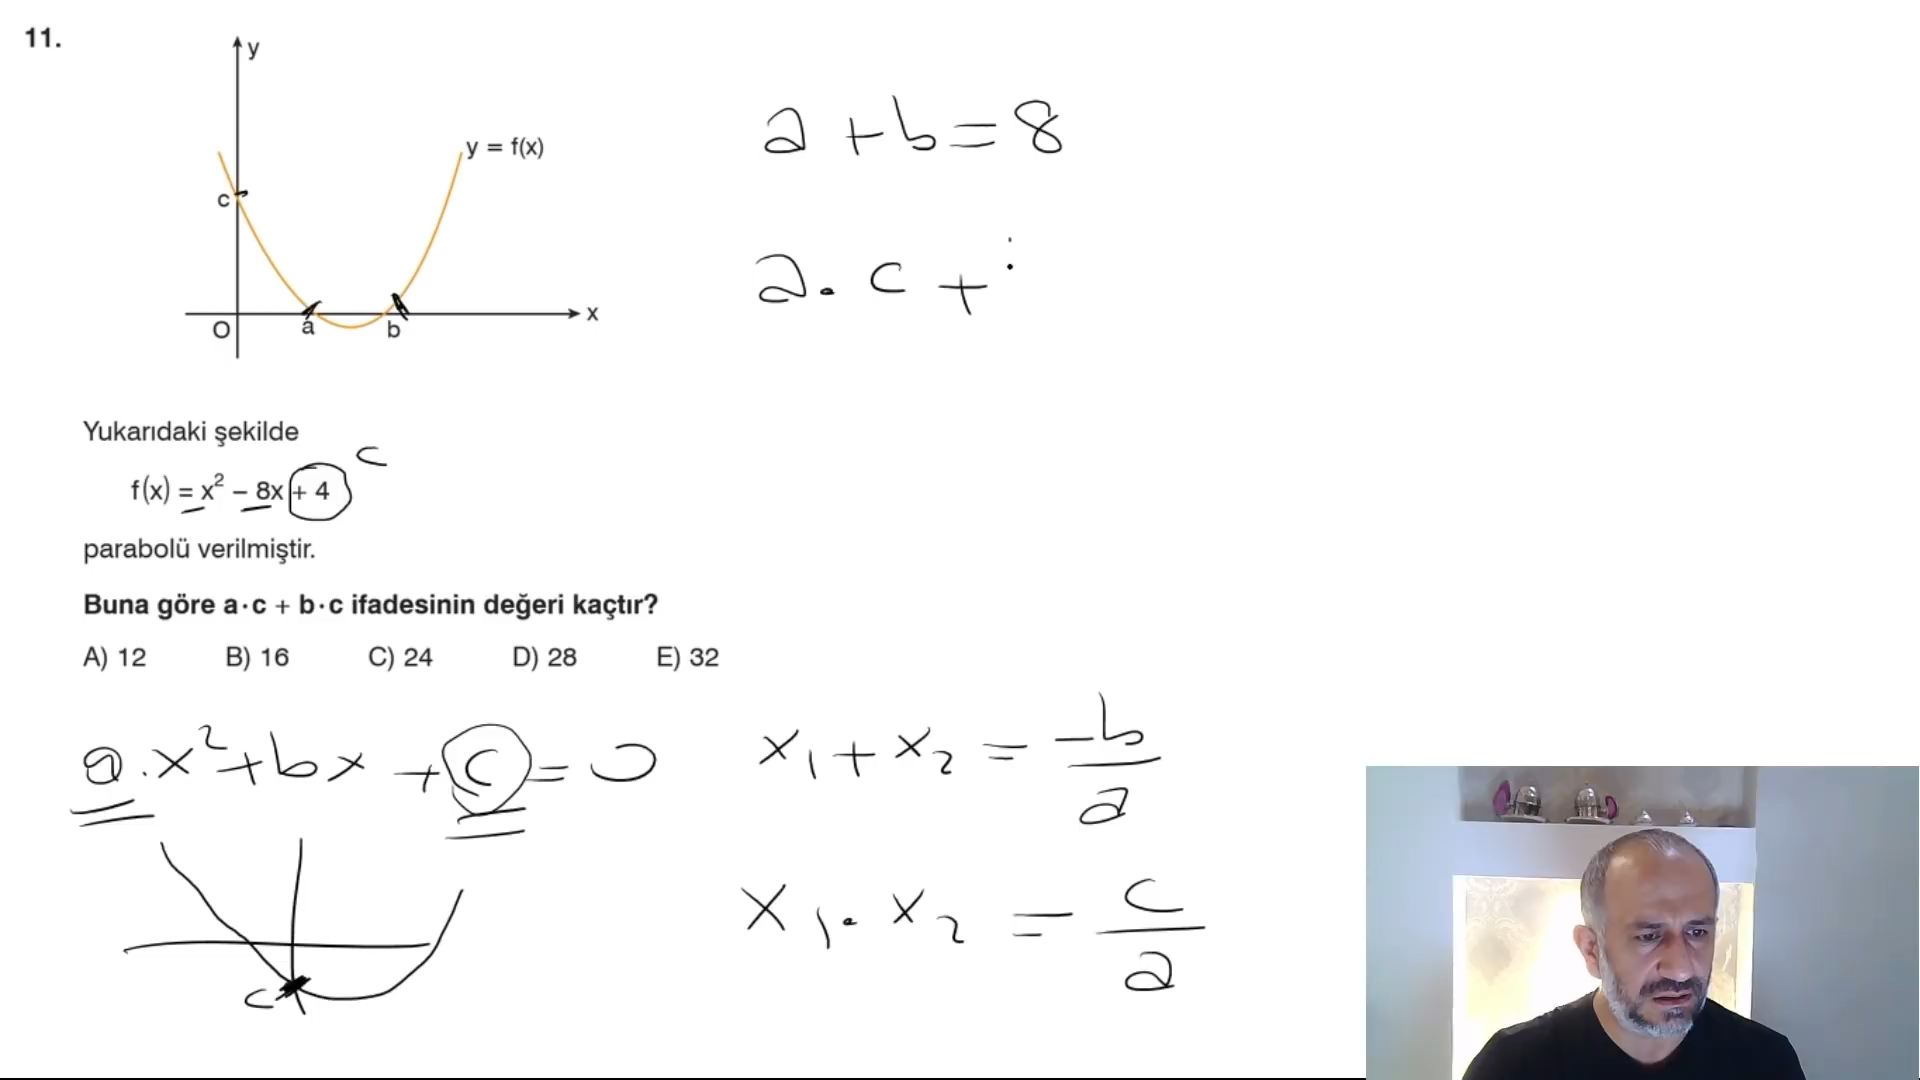 11.
y
y = f(x)
c
O
a
b
x
a + b = 8
a . c +
Yukarıdaki şekilde
c
f(x) = x² – 8x + 4
parabolü verilmiştir.
Buna göre a·c + b·c ifadesinin değeri kaçtır?
A) 12 B) 16 C) 24 D) 28 E) 32
a.x²+bx+c=0
x₁+x₂ = -b/a
x₁.x₂ = c/a
c